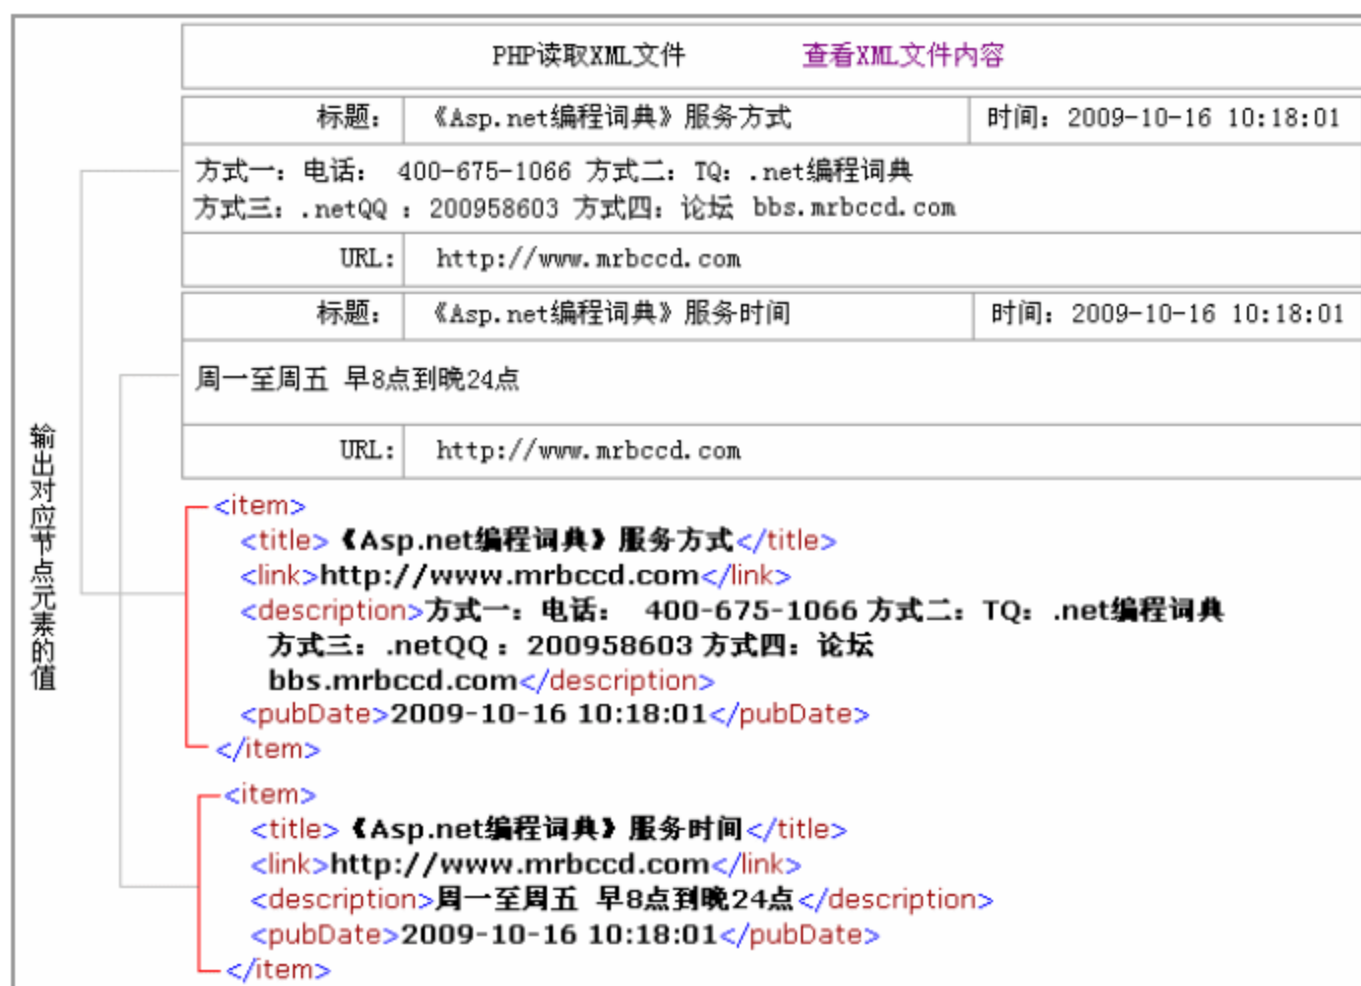 PHP读取XML文件 查看XML文件内容
标题： 《Asp.net编程词典》服务方式 时间：2009-10-16 10:18:01
方式一：电话： 400-675-1066 方式二：TQ：.net编程词典
方式三：.netQQ ：200958603 方式四：论坛 bbs.mrbccd.com
URL: http://www.mrbccd.com
标题： 《Asp.net编程词典》服务时间 时间：2009-10-16 10:18:01
周一至周五 早8点到晚24点
URL: http://www.mrbccd.com
输出对应节点元素的值
<item>
<title>《Asp.net编程词典》服务方式</title>
<link>http://www.mrbccd.com</link>
<description>方式一：电话： 400-675-1066 方式二：TQ：.net编程词典
方式三：.netQQ ：200958603 方式四：论坛
bbs.mrbccd.com</description>
<pubDate>2009-10-16 10:18:01</pubDate>
</item>
<item>
<title>《Asp.net编程词典》服务时间</title>
<link>http://www.mrbccd.com</link>
<description>周一至周五 早8点到晚24点</description>
<pubDate>2009-10-16 10:18:01</pubDate>
</item>